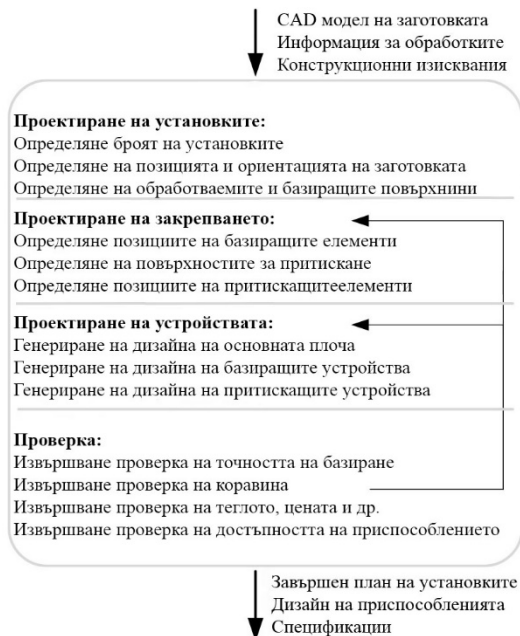 CAD модел на заготовката
Информация за обработките
Конструкционни изисквания
Проектиране на установките:
Определяне броят на установките
Определяне на позицията и ориентацията на заготовката
Определяне на обработваемите и базиращите повърхнини
Проектиране на закрепването:
Определяне позициите на базиращите елементи
Определяне на повърхностите за притискане
Определяне позициите на притискащитеелементи
Проектиране на устройствата:
Генериране на дизайна на основната плоча
Генериране на дизайна на базиращите устройства
Генериране на дизайна на притискащите устройства
Проверка:
Извършване проверка на точността на базиране
Извършване проверка на коравина
Извършване проверка на теглото, цената и др.
Извършване проверка на достъпността на приспособлението
Завършен план на установките
Дизайн на приспособленията
Спецификации